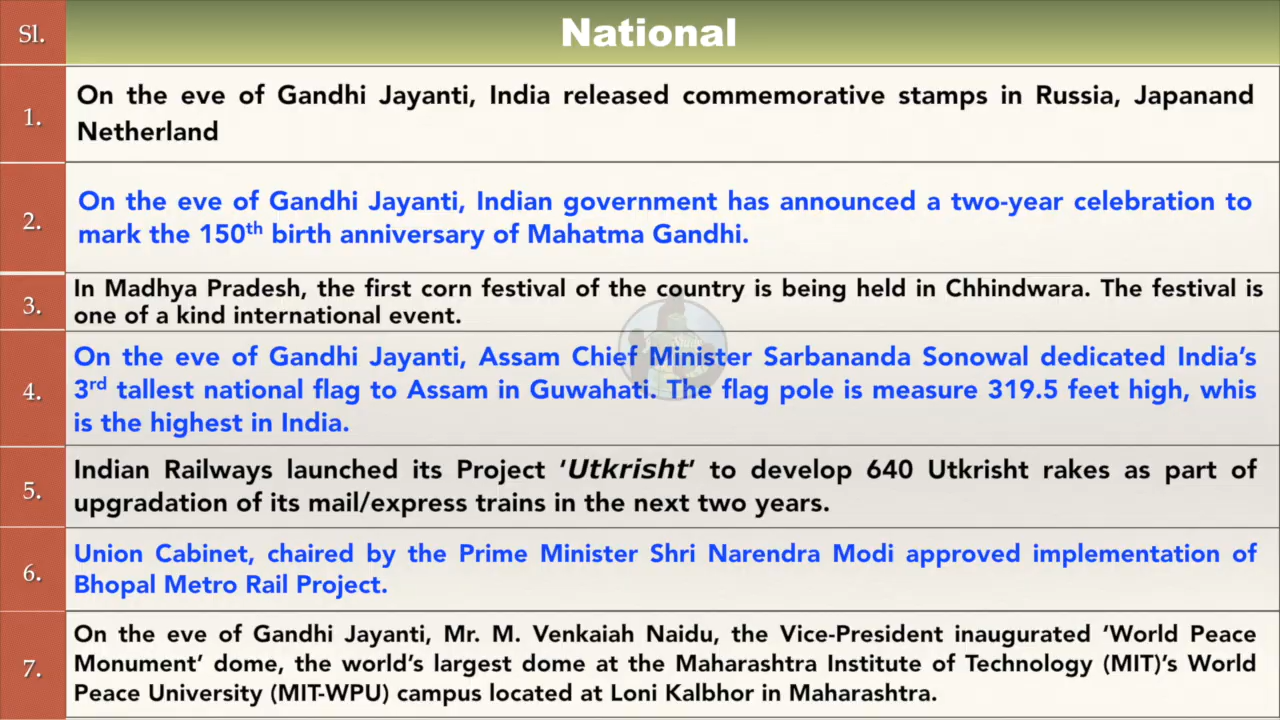 Sl. National
1. On the eve of Gandhi Jayanti, India released commemorative stamps in Russia, Japanand
Netherland
2. On the eve of Gandhi Jayanti, Indian government has announced a two-year celebration to
mark the 150th birth anniversary of Mahatma Gandhi.
3. In Madhya Pradesh, the first corn festival of the country is being held in Chhindwara. The festival is
one of a kind international event.
4. On the eve of Gandhi Jayanti, Assam Chief Minister Sarbananda Sonowal dedicated India's
3rd tallest national flag to Assam in Guwahati. The flag pole is measure 319.5 feet high, whis
is the highest in India.
5. Indian Railways launched its Project 'Utkrisht' to develop 640 Utkrisht rakes as part of
upgradation of its mail/express trains in the next two years.
6. Union Cabinet, chaired by the Prime Minister Shri Narendra Modi approved implementation of
Bhopal Metro Rail Project.
7. On the eve of Gandhi Jayanti, Mr. M. Venkaiah Naidu, the Vice-President inaugurated 'World Peace
Monument' dome, the world's largest dome at the Maharashtra Institute of Technology (MIT)'s World
Peace University (MIT-WPU) campus located at Loni Kalbhor in Maharashtra.